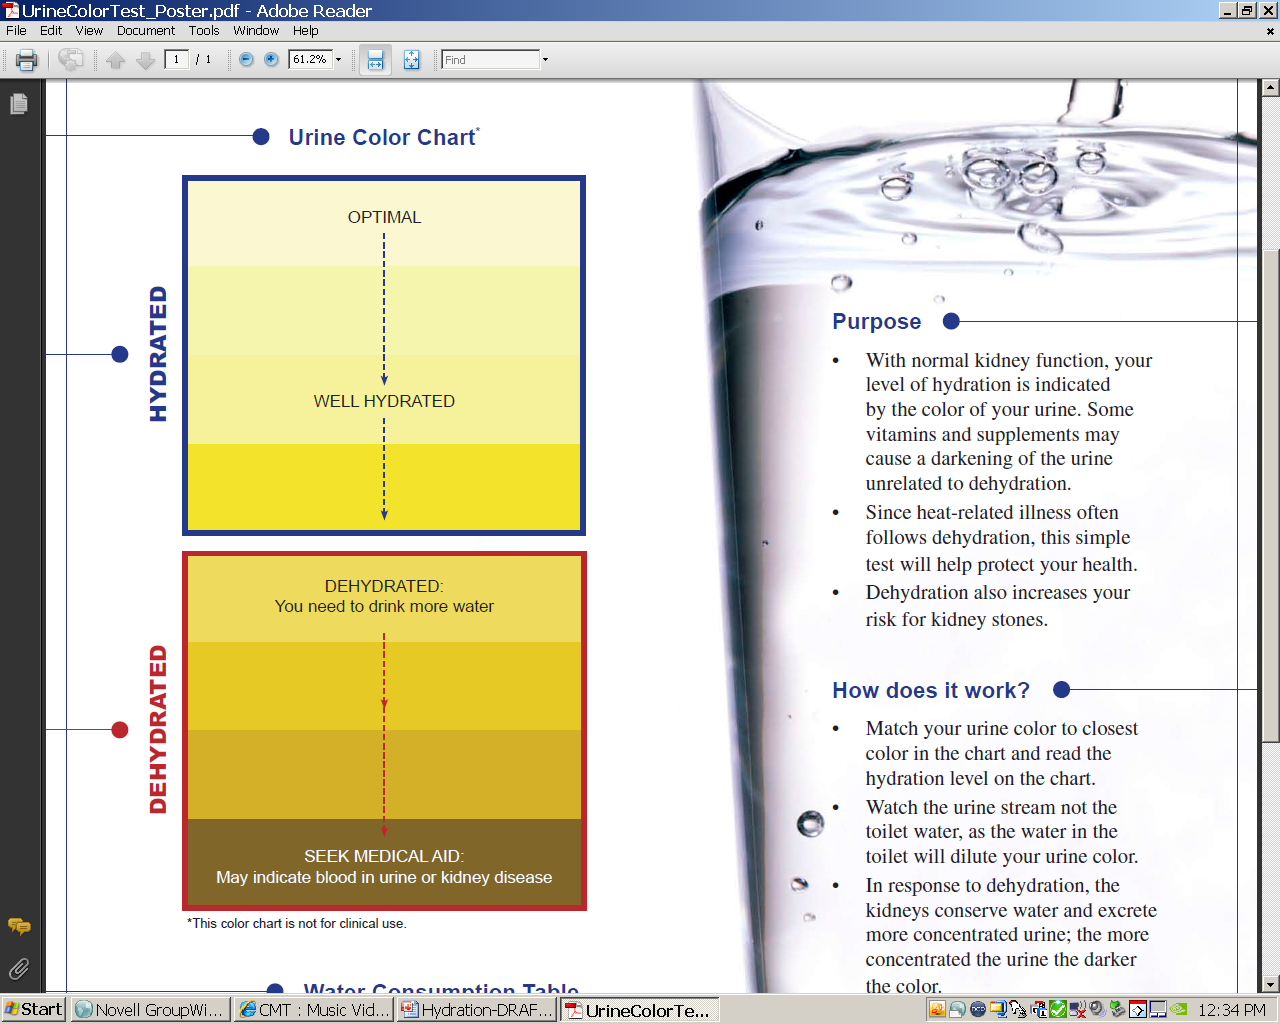 UrineColorTest_Poster.pdf - Adobe Reader
File Edit View Document Tools Window Help
1 / 1 61.2% Find
Urine Color Chart*
HYDRATED
OPTIMAL
WELL HYDRATED
DEHYDRATED
DEHYDRATED:
You need to drink more water
SEEK MEDICAL AID:
May indicate blood in urine or kidney disease
*This color chart is not for clinical use.
Water Consumption Table
Purpose
• With normal kidney function, your
level of hydration is indicated
by the color of your urine. Some
vitamins and supplements may
cause a darkening of the urine
unrelated to dehydration.
• Since heat-related illness often
follows dehydration, this simple
test will help protect your health.
• Dehydration also increases your
risk for kidney stones.
How does it work?
• Match your urine color to closest
color in the chart and read the
hydration level on the chart.
• Watch the urine stream not the
toilet water, as the water in the
toilet will dilute your urine color.
• In response to dehydration, the
kidneys conserve water and excrete
more concentrated urine; the more
concentrated the urine the darker
the color.
Start Novell GroupWi... CMT : Music Vid... Hydration-DRAF... UrineColorTe... 12:34 PM